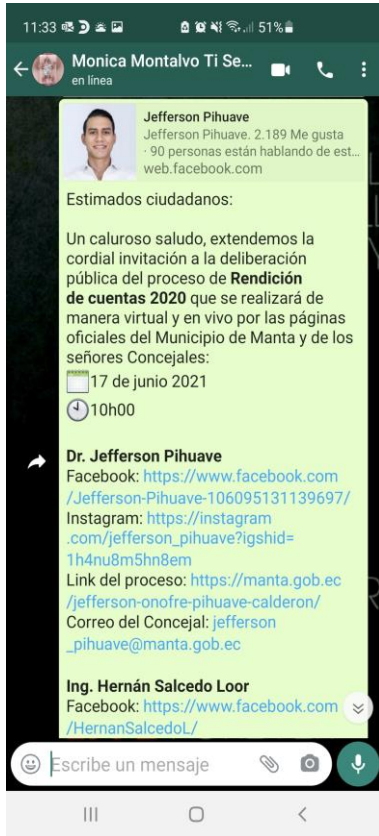 11:33
51%
Monica Montalvo Ti Se...
en línea
Jefferson Pihuave
Jefferson Pihuave. 2.189 Me gusta
· 90 personas están hablando de est...
web.facebook.com
Estimados ciudadanos:
Un caluroso saludo, extendemos la
cordial invitación a la deliberación
pública del proceso de Rendición
de cuentas 2020 que se realizará de
manera virtual y en vivo por las páginas
oficiales del Municipio de Manta y de los
señores Concejales:
17 de junio 2021
10h00
Dr. Jefferson Pihuave
Facebook: https://www.facebook.com
/Jefferson-Pihuave-106095131139697/
Instagram: https://instagram
.com/jefferson_pihuave?igshid=
1h4nu8m5hn8em
Link del proceso: https://manta.gob.ec
/jefferson-onofre-pihuave-calderon/
Correo del Concejal: jefferson
_pihuave@manta.gob.ec
Ing. Hernán Salcedo Loor
Facebook: https://www.facebook.com
/HernanSalcedoL/
Escribe un mensaje